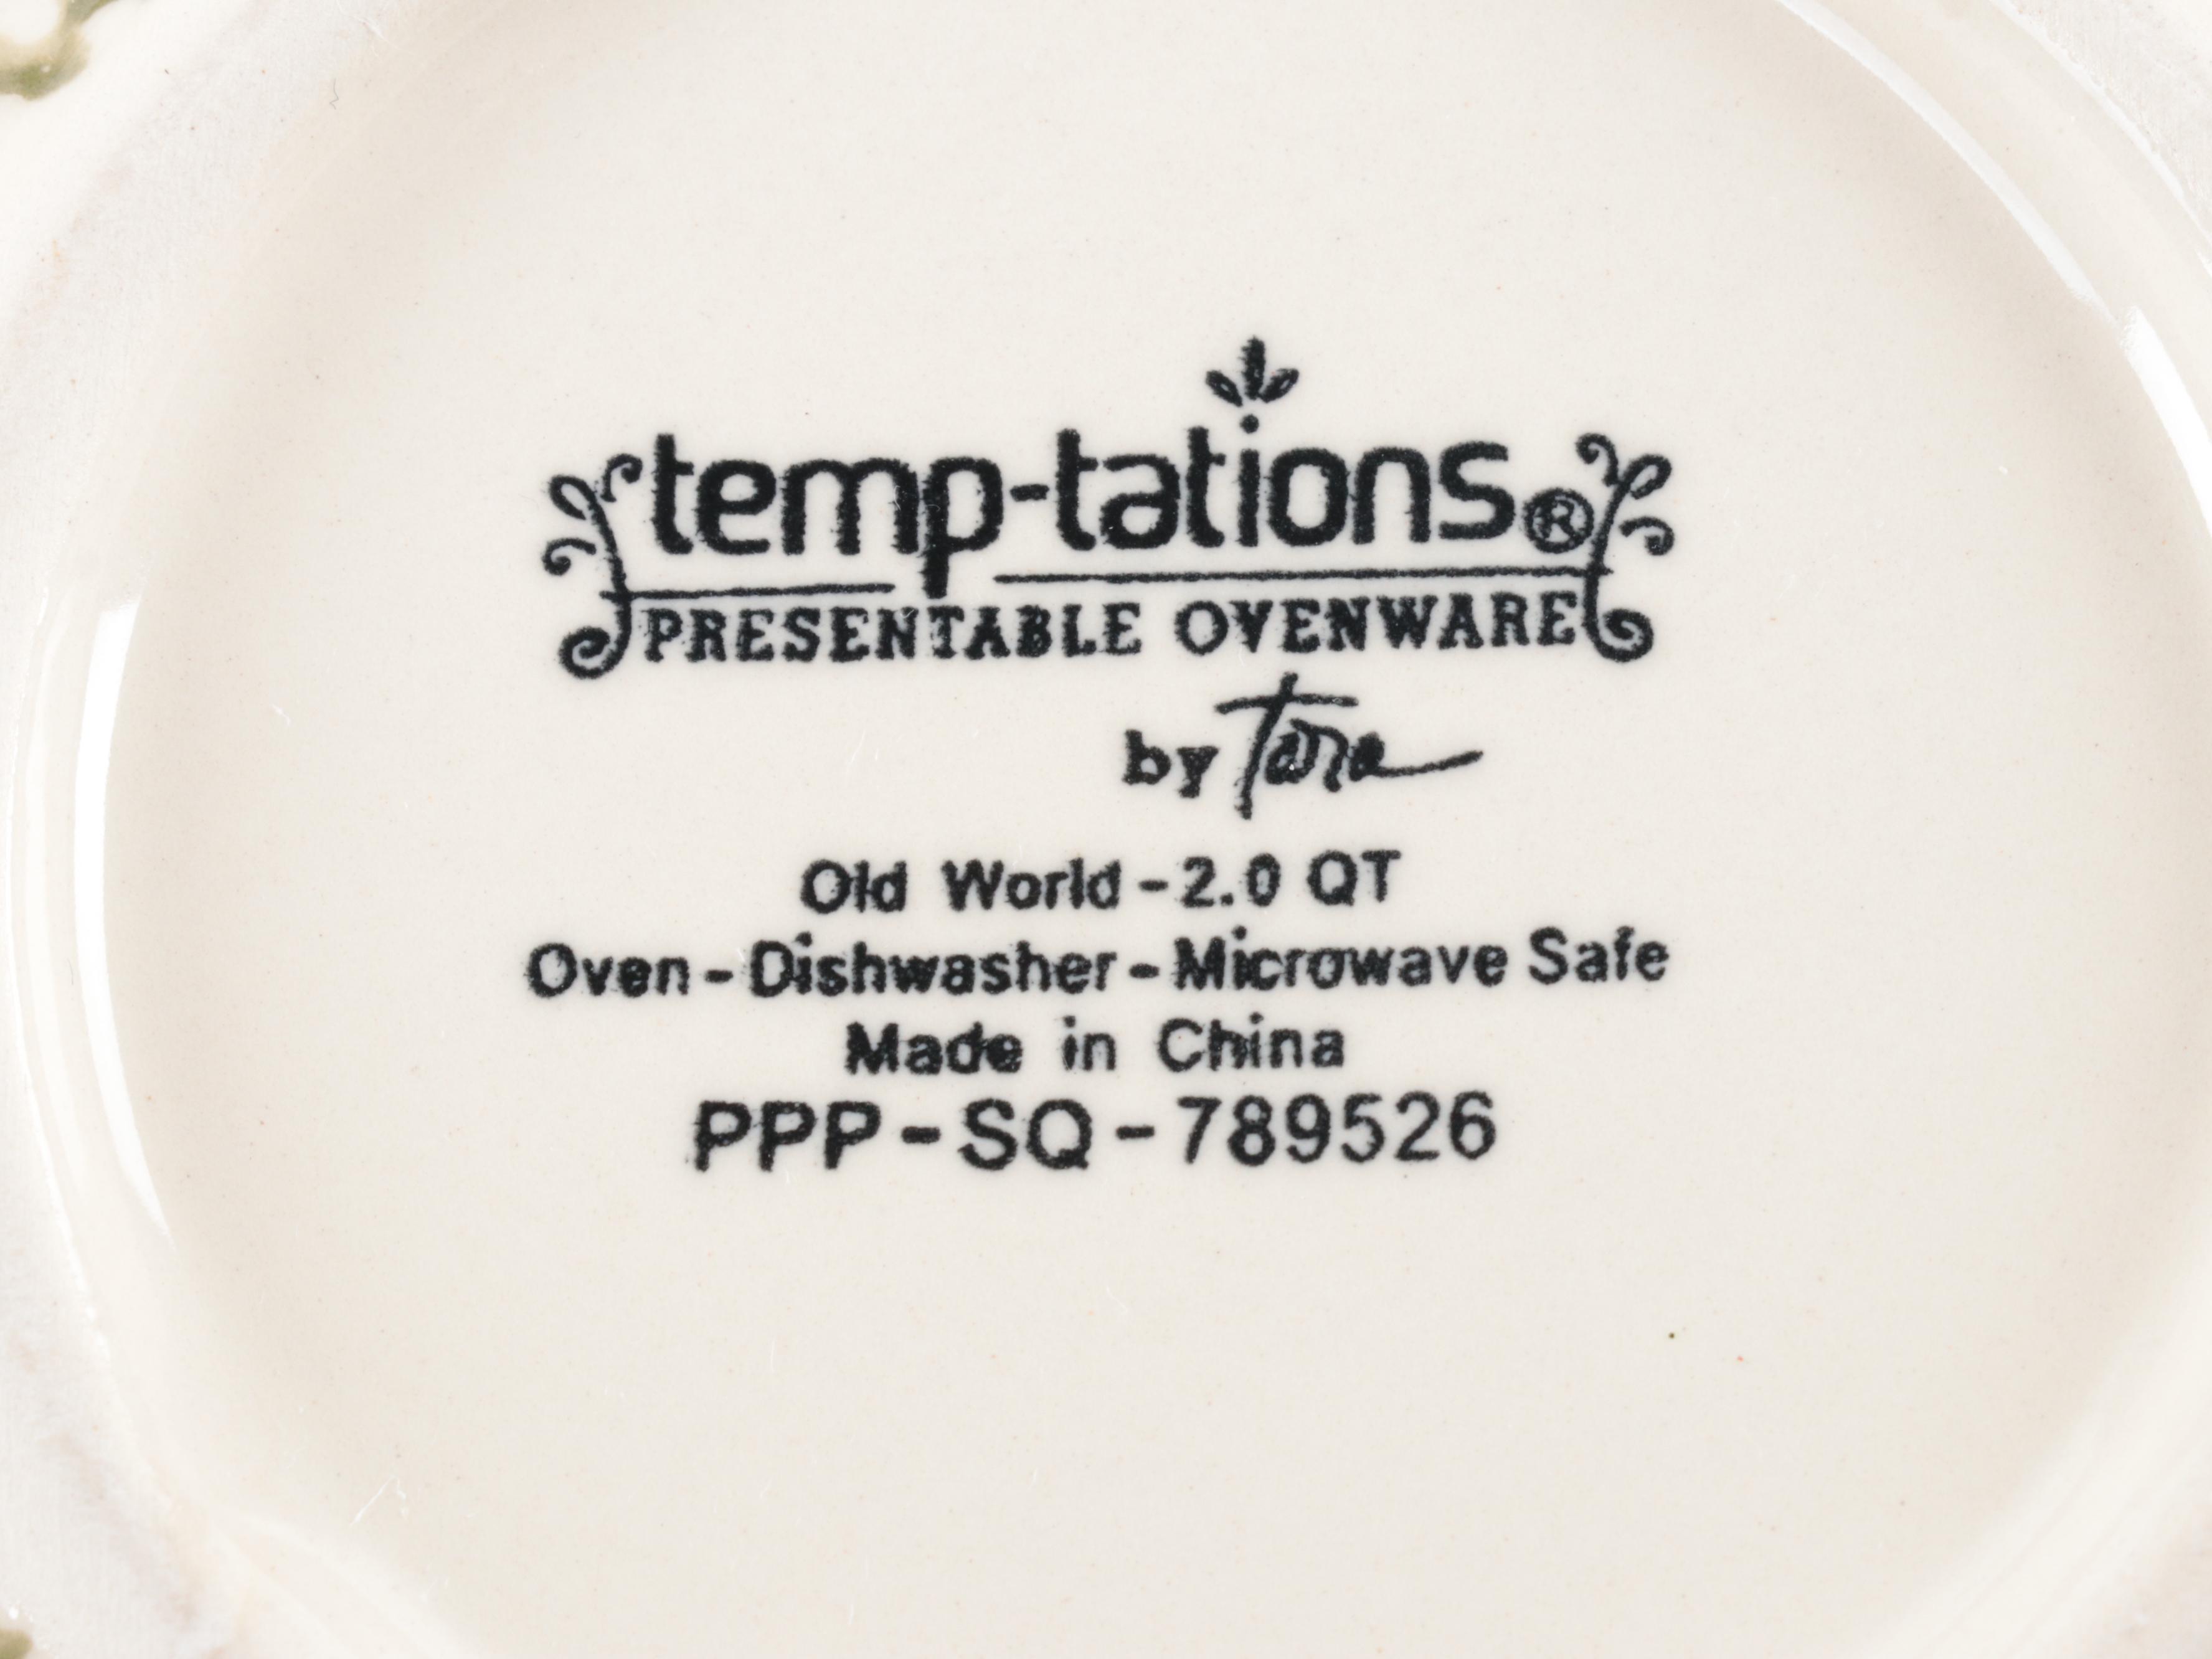 temp-tations®
PRESENTABLE OVENWARE
by Tara
Old World - 2.0 QT
Oven - Dishwasher - Microwave Safe
Made in China
PPP - SQ - 789526